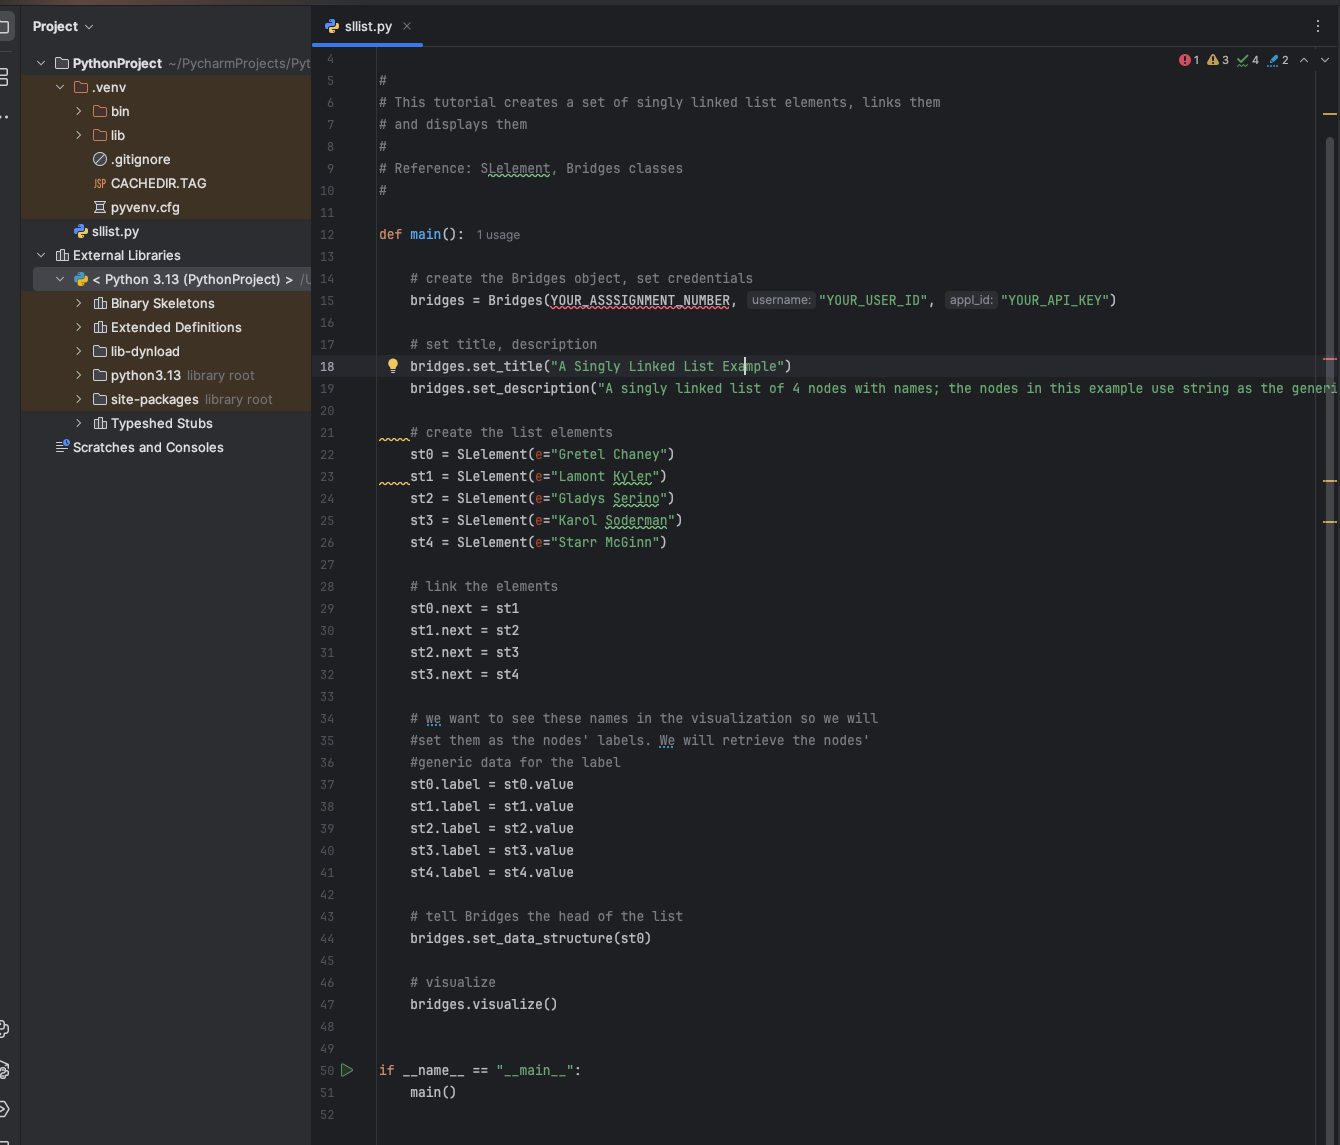 Project
PythonProject ~/PycharmProjects/Pyt
.venv
bin
lib
.gitignore
JSP CACHEDIR.TAG
pyvenv.cfg
sllist.py
External Libraries
< Python 3.13 (PythonProject) > /U
Binary Skeletons
Extended Definitions
lib-dynload
python3.13 library root
site-packages library root
Typeshed Stubs
Scratches and Consoles
sllist.py
1 3 4 2
4
5 #
6 # This tutorial creates a set of singly linked list elements, links them
7 # and displays them
8 #
9 # Reference: SLelement, Bridges classes
10 #
11
12 def main(): 1 usage
13
14 # create the Bridges object, set credentials
15 bridges = Bridges(YOUR_ASSSIGNMENT_NUMBER, username: "YOUR_USER_ID", appl_id: "YOUR_API_KEY")
16
17 # set title, description
18 bridges.set_title("A Singly Linked List Example")
19 bridges.set_description("A singly linked list of 4 nodes with names; the nodes in this example use string as the generi
20
21 # create the list elements
22 st0 = SLelement(e="Gretel Chaney")
23 st1 = SLelement(e="Lamont Kyler")
24 st2 = SLelement(e="Gladys Serino")
25 st3 = SLelement(e="Karol Soderman")
26 st4 = SLelement(e="Starr McGinn")
27
28 # link the elements
29 st0.next = st1
30 st1.next = st2
31 st2.next = st3
32 st3.next = st4
33
34 # we want to see these names in the visualization so we will
35 #set them as the nodes' labels. We will retrieve the nodes'
36 #generic data for the label
37 st0.label = st0.value
38 st1.label = st1.value
39 st2.label = st2.value
40 st3.label = st3.value
41 st4.label = st4.value
42
43 # tell Bridges the head of the list
44 bridges.set_data_structure(st0)
45
46 # visualize
47 bridges.visualize()
48
49
50 if __name__ == "__main__":
51 main()
52